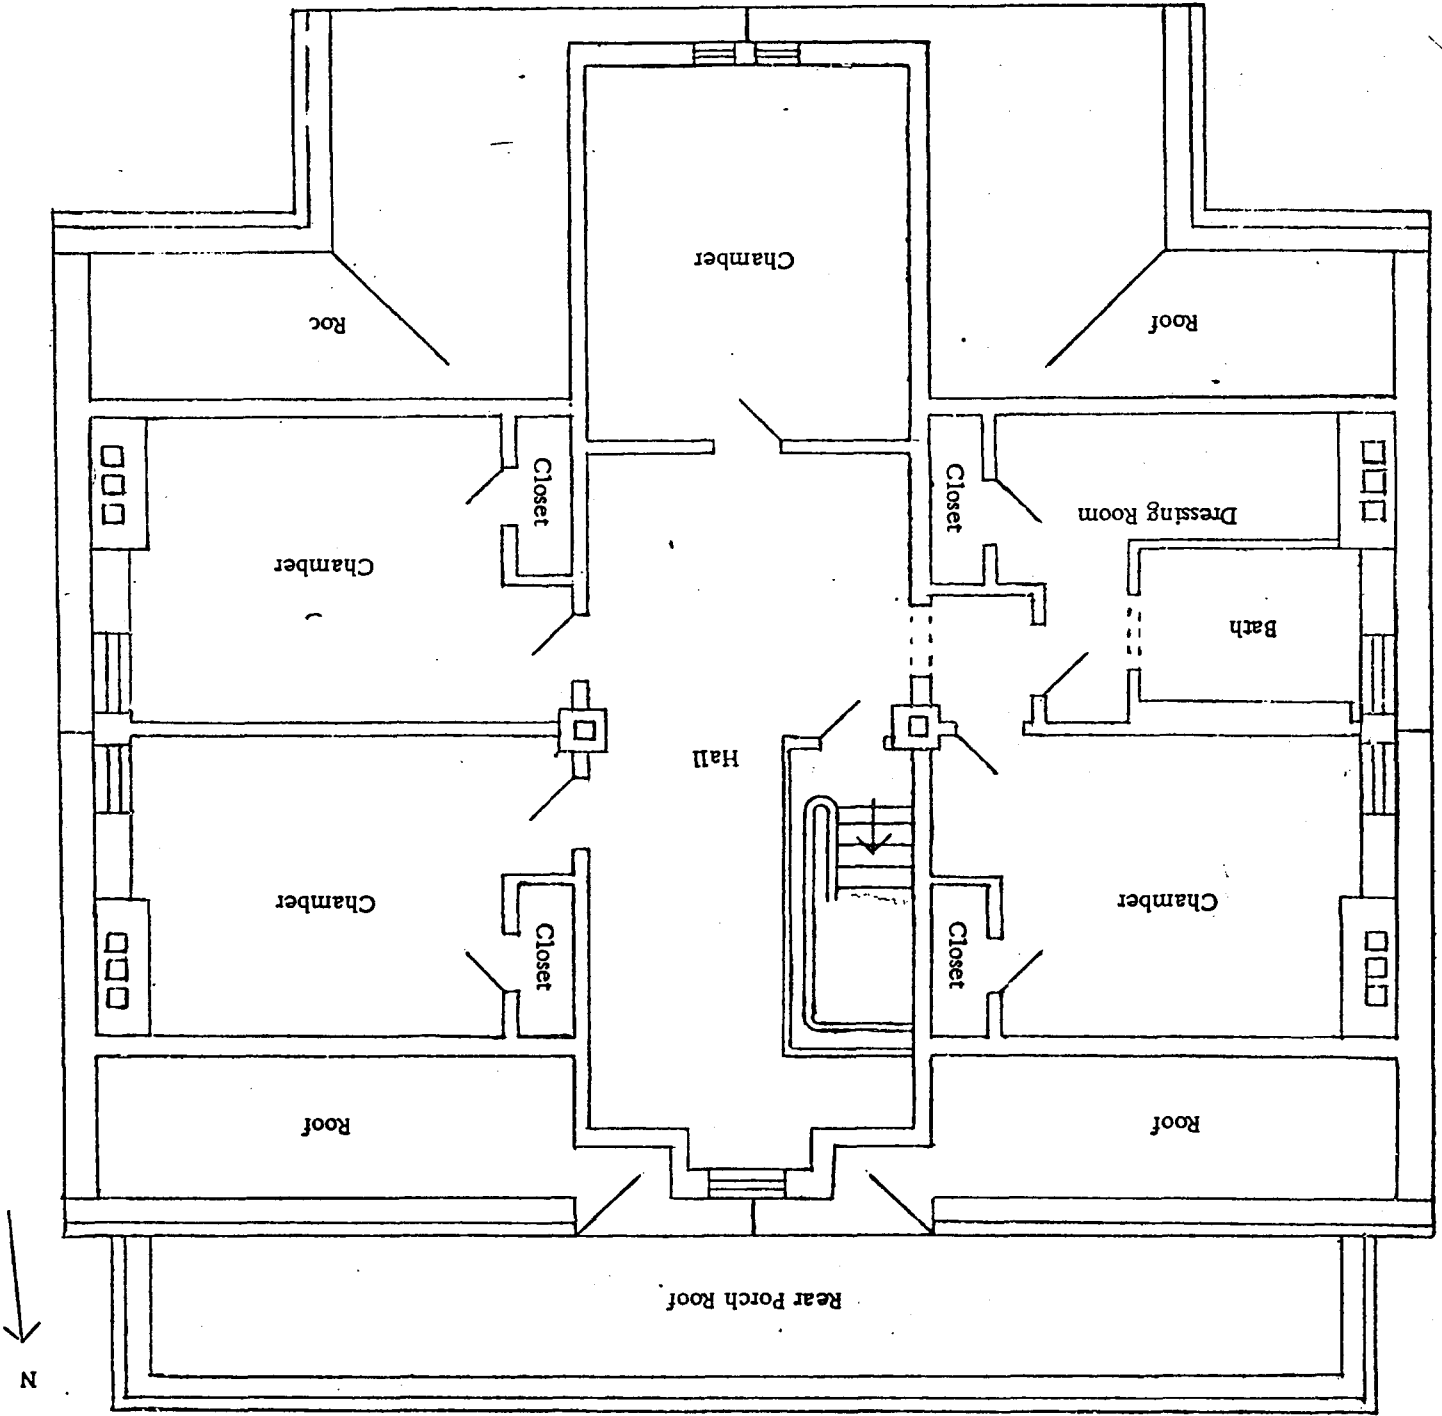 N
Rear Porch Roof
Roof
Roof
Closet
Closet
Chamber
Chamber
Hall
Bath
Chamber
Dressing Room
Closet
Closet
Roof
Roc
Chamber